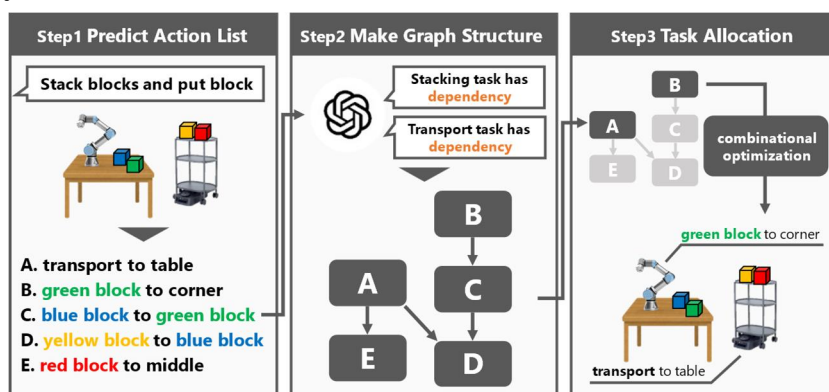 Step1 Predict Action List
Stack blocks and put block
A. transport to table
B. green block to corner
C. blue block to green block
D. yellow block to blue block
E. red block to middle
Step2 Make Graph Structure
Stacking task has
dependency
Transport task has
dependency
B
A
C
E
D
Step3 Task Allocation
B
A
C
E
D
combinational
optimization
green block to corner
transport to table